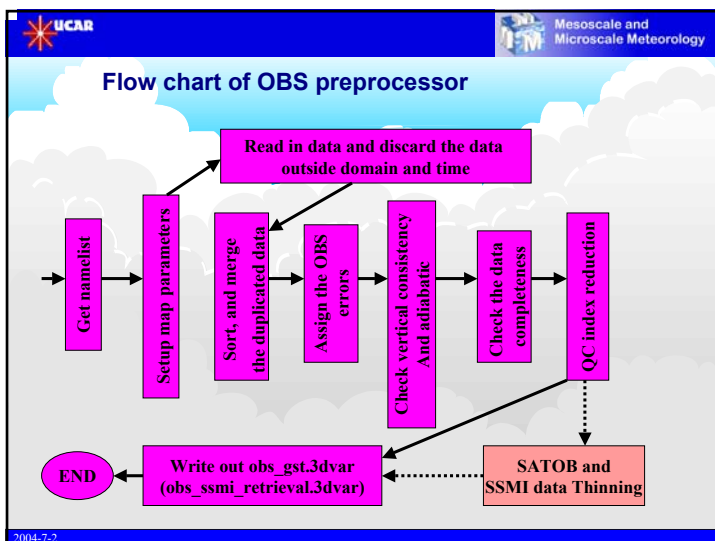 UCAR
Mesoscale and
Microscale Meteorology
Flow chart of OBS preprocessor
Read in data and discard the data
outside domain and time
Get namelist
Setup map parameters
Sort, and merge
the duplicated data
Assign the OBS
errors
Check vertical consistency
And adiabatic
Check the data
completeness
QC index reduction
END
Write out obs_gst.3dvar
(obs_ssmi_retrieval.3dvar)
SATOB and
SSMI data Thinning
2004-7-2